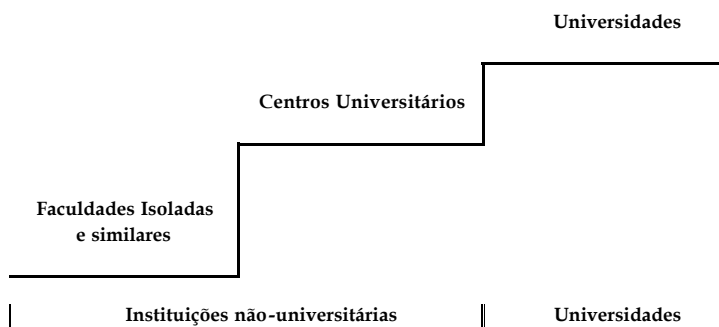 Universidades
Centros Universitários
Faculdades Isoladas
e similares
Instituições não-universitárias
Universidades